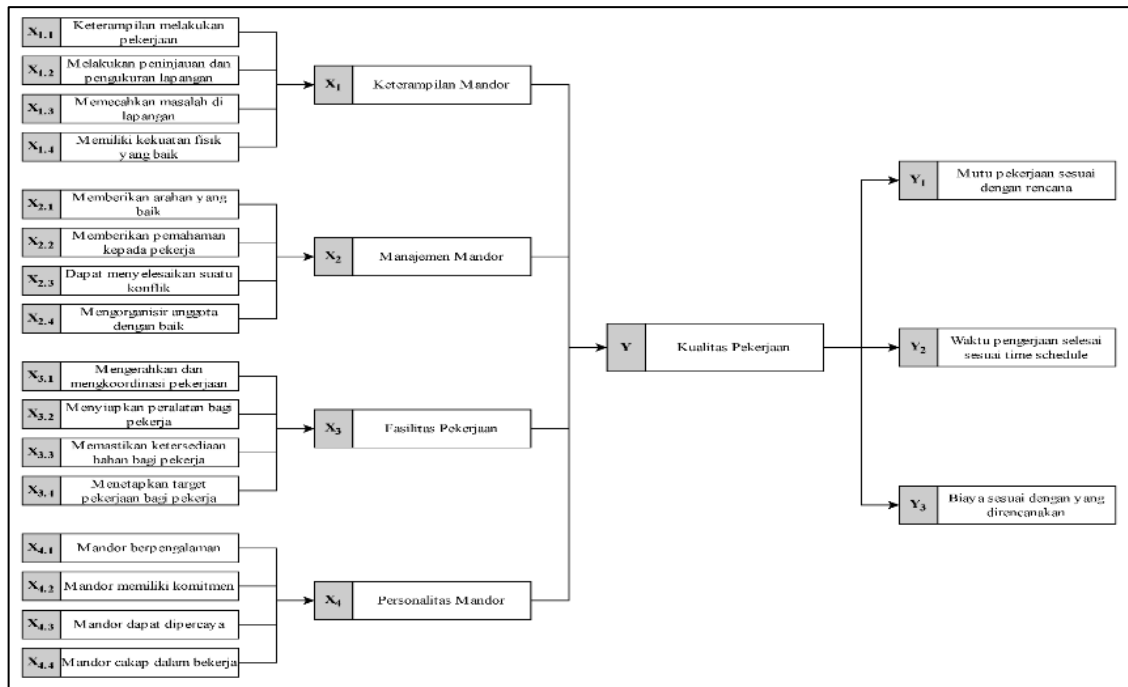 X1.1 Keterampilan melakukan
pekerjaan
X1.2 Melakukan peninjauan dan
pengukuran lapangan
X1.3 Memecahkan masalah di
lapangan
X1.4 Memiliki kekuatan fisik
yang baik
X1 Keterampilan Mandor
X2.1 Memberikan arahan yang
baik
X2.2 Memberikan pemahaman
kepada pekerja
X2.3 Dapat menyelesaikan suatu
konflik
X2.4 Mengorganisir anggota
dengan baik
X2 Manajemen Mandor
X3.1 Mengerahkan dan
mengkoordinasi pekerjaan
X3.2 Menyiapkan peralatan bagi
pekerja
X3.3 Memastikan ketersediaan
bahan bagi pekerja
X3.4 Menetapkan target
pekerjaan bagi pekerja
X3 Fasilitas Pekerjaan
X4.1 Mandor berpengalaman
X4.2 Mandor memiliki komitmen
X4.3 Mandor dapat dipercaya
X4.4 Mandor cakap dalam bekerja
X4 Personalitas Mandor
Y Kualitas Pekerjaan
Y1 Mutu pekerjaan sesuai
dengan rencana
Y2 Waktu pengerjaan selesai
sesuai time schedule
Y3 Biaya sesuai dengan yang
direncanakan